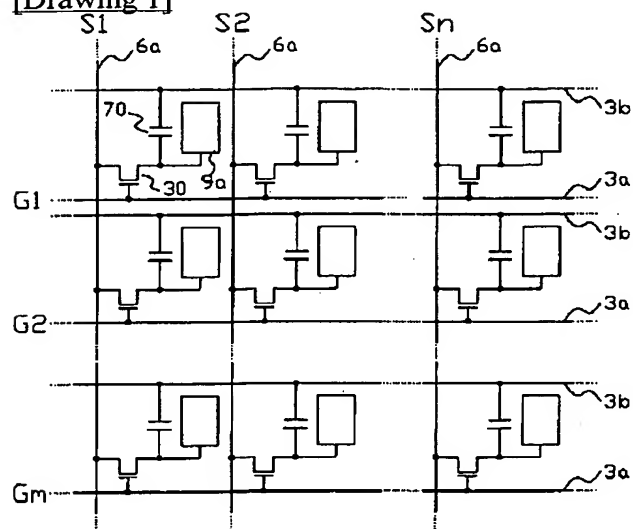 [Drawing 1]
S1 S2 Sn
6a 6a 6a
3b
70
30 9a
G1 3a
3b
G2 3a
3b
Gm 3a